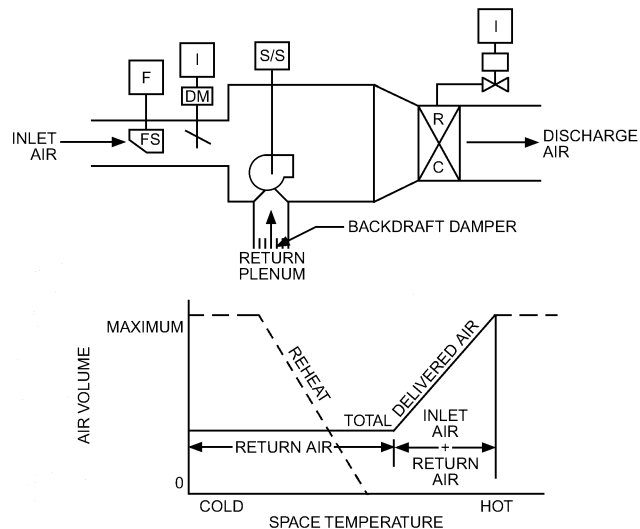 I
S/S
I
F
DM
FS
R
C
INLET
AIR
DISCHARGE
AIR
BACKDRAFT DAMPER
RETURN
PLENUM
MAXIMUM
AIR VOLUME
REHEAT
DELIVERED AIR
TOTAL
INLET
AIR
+
RETURN
AIR
RETURN AIR
0
COLD
HOT
SPACE TEMPERATURE